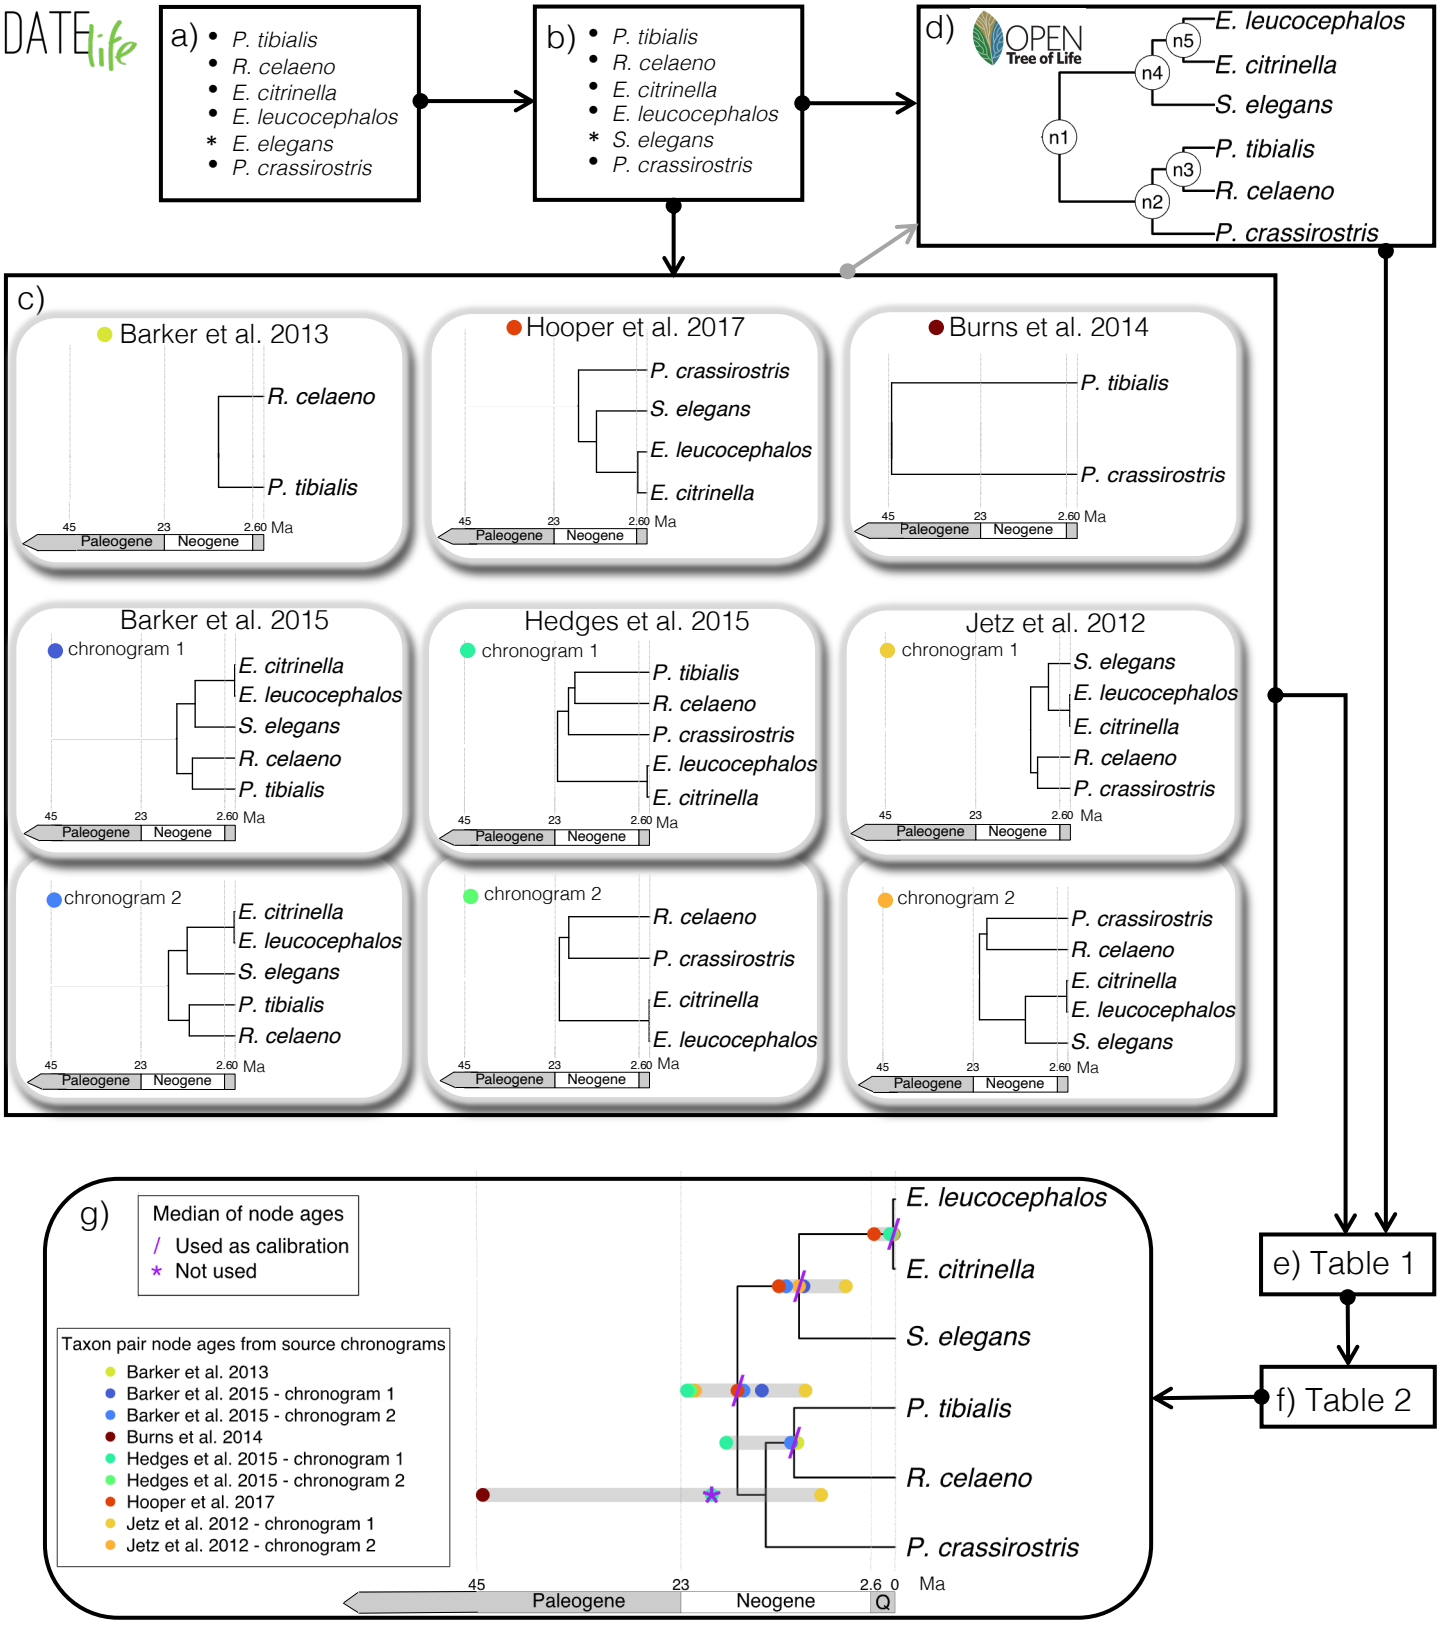 DATE life
a)
• P. tibialis
• R. celaeno
• E. citrinella
• E. leucocephalos
* E. elegans
• P. crassirostris
b)
• P. tibialis
• R. celaeno
• E. citrinella
• E. leucocephalos
* S. elegans
• P. crassirostris
d)
OPEN
Tree of Life
E. leucocephalos
n5
E. citrinella
n4
S. elegans
n1
P. tibialis
n3
R. celaeno
n2
P. crassirostris
c)
Barker et al. 2013
R. celaeno
P. tibialis
45 23 2.60 Ma
Paleogene Neogene
Hooper et al. 2017
P. crassirostris
S. elegans
E. leucocephalos
E. citrinella
45 23 2.60 Ma
Paleogene Neogene
Burns et al. 2014
P. tibialis
P. crassirostris
45 23 2.60 Ma
Paleogene Neogene
Barker et al. 2015
chronogram 1
E. citrinella
E. leucocephalos
S. elegans
R. celaeno
P. tibialis
45 23 2.60 Ma
Paleogene Neogene
chronogram 2
E. citrinella
E. leucocephalos
S. elegans
P. tibialis
R. celaeno
45 23 2.60 Ma
Paleogene Neogene
Hedges et al. 2015
chronogram 1
P. tibialis
R. celaeno
P. crassirostris
E. leucocephalos
E. citrinella
45 23 2.60 Ma
Paleogene Neogene
chronogram 2
R. celaeno
P. crassirostris
E. citrinella
E. leucocephalos
45 23 2.60 Ma
Paleogene Neogene
Jetz et al. 2012
chronogram 1
S. elegans
E. leucocephalos
E. citrinella
R. celaeno
P. crassirostris
45 23 2.60 Ma
Paleogene Neogene
chronogram 2
P. crassirostris
R. celaeno
E. citrinella
E. leucocephalos
S. elegans
45 23 2.60 Ma
Paleogene Neogene
e) Table 1
f) Table 2
g)
Median of node ages
/ Used as calibration
* Not used
Taxon pair node ages from source chronograms
Barker et al. 2013
Barker et al. 2015 - chronogram 1
Barker et al. 2015 - chronogram 2
Burns et al. 2014
Hedges et al. 2015 - chronogram 1
Hedges et al. 2015 - chronogram 2
Hooper et al. 2017
Jetz et al. 2012 - chronogram 1
Jetz et al. 2012 - chronogram 2
E. leucocephalos
E. citrinella
S. elegans
P. tibialis
R. celaeno
P. crassirostris
45 23 2.6 0 Ma
Paleogene Neogene Q